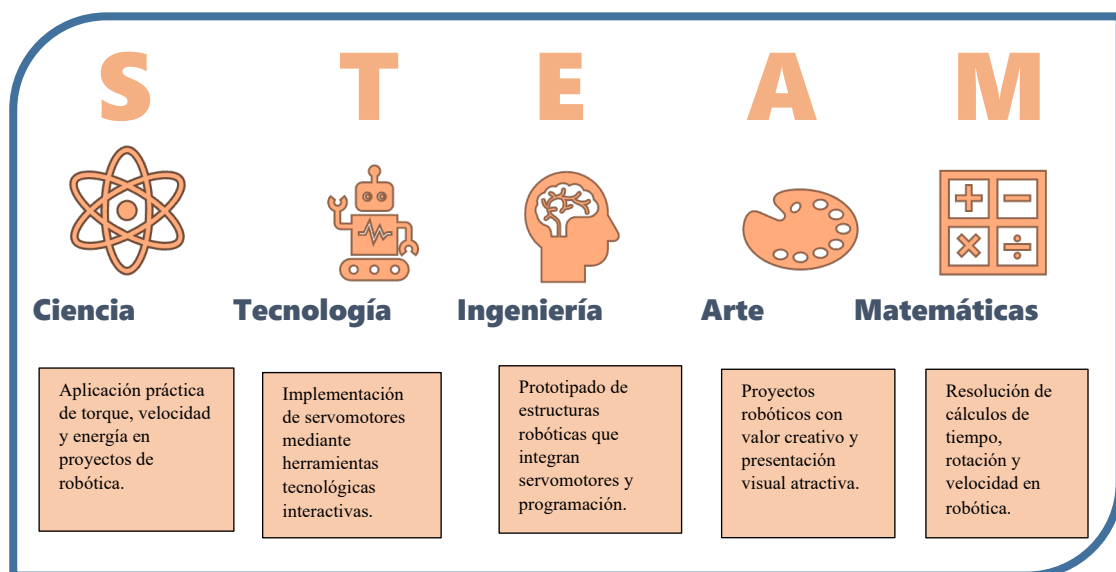 S T E A M
Ciencia Tecnología Ingeniería Arte Matemáticas
Aplicación práctica
de torque, velocidad
y energía en
proyectos de
robótica.
Implementación
de servomotores
mediante
herramientas
tecnológicas
interactivas.
Prototipado de
estructuras
robóticas que
integran
servomotores y
programación.
Proyectos
robóticos con
valor creativo y
presentación
visual atractiva.
Resolución de
cálculos de
tiempo,
rotación y
velocidad en
robótica.